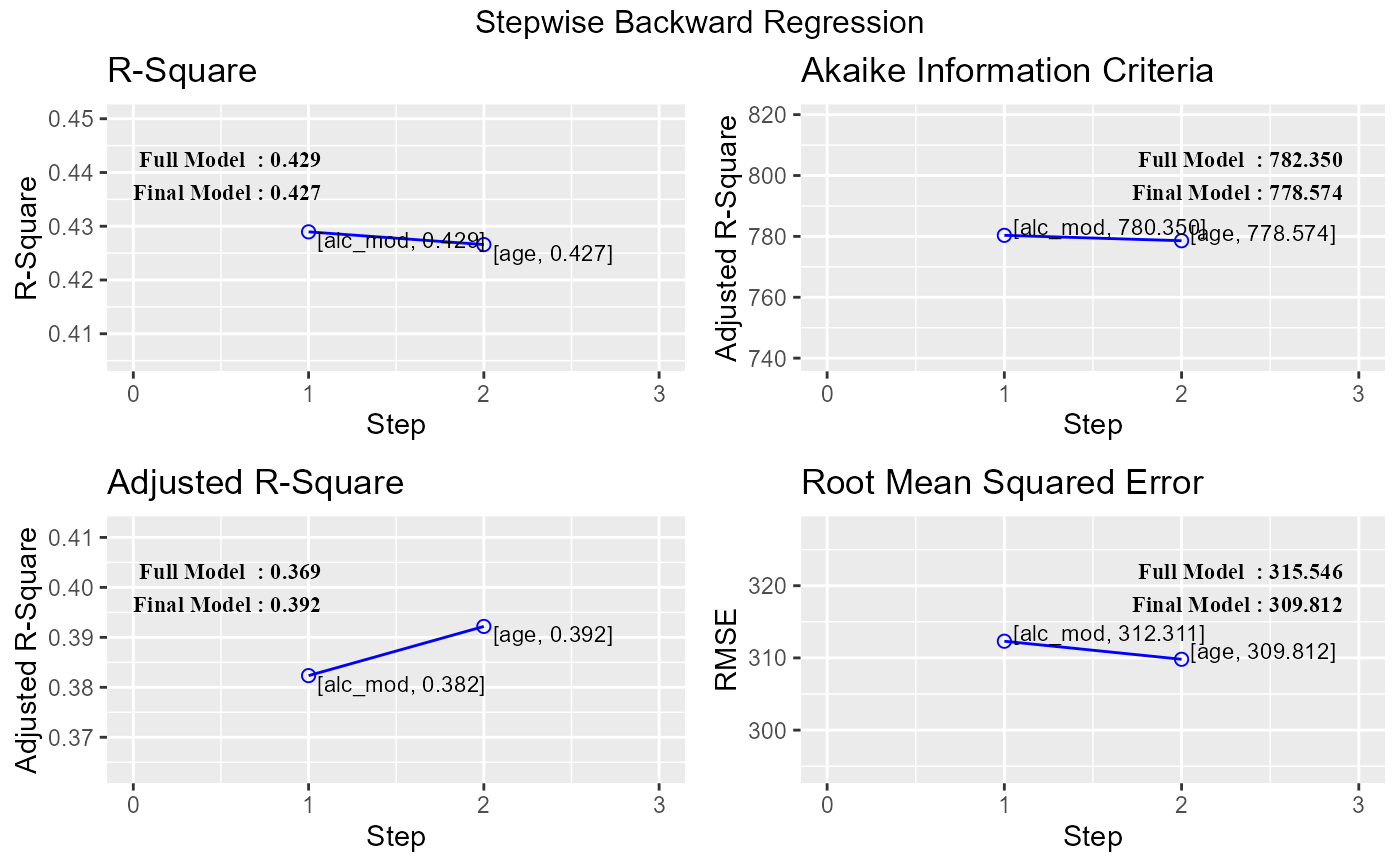 Stepwise Backward Regression
R-Square
R-Square
0.45
0.44
0.43
0.42
0.41
Full Model : 0.429
Final Model : 0.427
[alc_mod, 0.429]
[age, 0.427]
0
1
2
3
Step
Akaike Information Criteria
Adjusted R-Square
820
800
780
760
740
Full Model : 782.350
Final Model : 778.574
[alc_mod, 780.350]
[age, 778.574]
0
1
2
3
Step
Adjusted R-Square
Adjusted R-Square
0.41
0.40
0.39
0.38
0.37
Full Model : 0.369
Final Model : 0.392
[age, 0.392]
[alc_mod, 0.382]
0
1
2
3
Step
Root Mean Squared Error
RMSE
320
310
300
Full Model : 315.546
Final Model : 309.812
[alc_mod, 312.311]
[age, 309.812]
0
1
2
3
Step